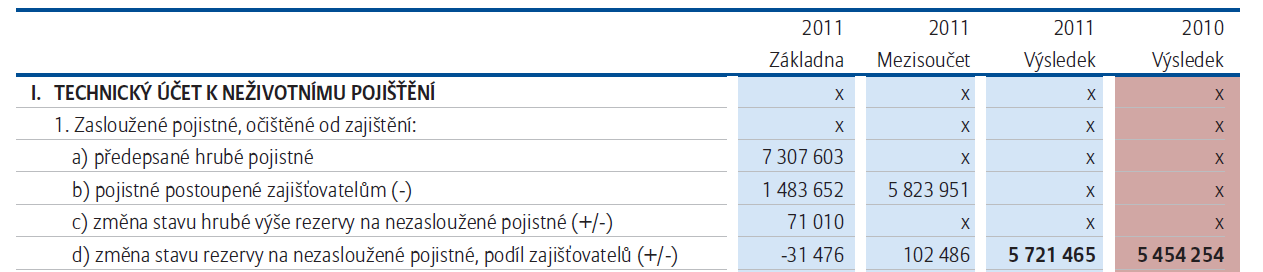 2011 2011 2011 2010
Základna Mezisoučet Výsledek Výsledek
I. TECHNICKÝ ÚČET K NEŽIVOTNÍMU POJIŠŤĚNÍ x x x x
1. Zasloužené pojistné, očištěné od zajištění: x x x x
a) předepsané hrubé pojistné 7 307 603 x x x
b) pojistné postoupené zajišťovatelům (-) 1 483 652 5 823 951 x x
c) změna stavu hrubé výše rezervy na nezasloužené pojistné (+/-) 71 010 x x x
d) změna stavu rezervy na nezasloužené pojistné, podíl zajišťovatelů (+/-) -31 476 102 486 5 721 465 5 454 254